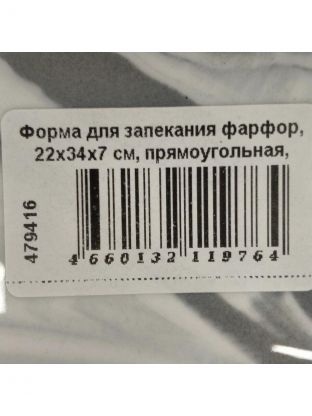 Форма для запекания фарфор,
22х34х7 см, прямоугольная,
479416
4 660132 119764